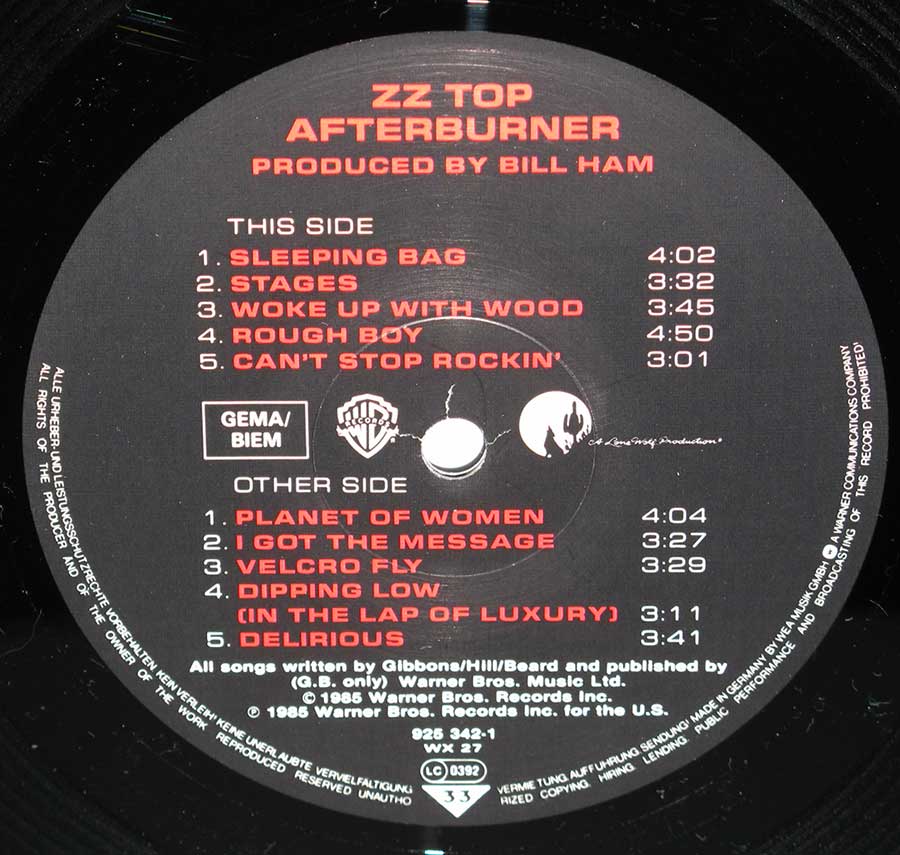 ZZ TOP
AFTERBURNER
PRODUCED BY BILL HAM
THIS SIDE
1. SLEEPING BAG 4:02
2. STAGES 3:32
3. WOKE UP WITH WOOD 3:45
4. ROUGH BOY 4:50
5. CAN'T STOP ROCKIN' 3:01
GEMA/
BIEM
RECORDS
A Lone Wolf Production®
OTHER SIDE
1. PLANET OF WOMEN 4:04
2. I GOT THE MESSAGE 3:27
3. VELCRO FLY 3:29
4. DIPPING LOW
(IN THE LAP OF LUXURY) 3:11
5. DELIRIOUS 3:41
All songs written by Gibbons/Hill/Beard and published by
(G.B. only) Warner Bros. Music Ltd.
© 1985 Warner Bros. Records Inc.
℗ 1985 Warner Bros. Records Inc. for the U.S.
925 342-1
WX 27
LC 0392
33
ALLE URHEBER- UND LEISTUNGSSCHUTZRECHTE VORBEHALTEN KEIN VERLEIH! KEINE UNERLAUBTE VERVIELFÄLTIGUNG VERMIETUNG AUFFÜHRUNG SENDUNG! MADE IN GERMANY BY WEA MUSIK GMBH A WARNER COMMUNICATIONS COMPANY
ALL RIGHTS OF THE PRODUCER AND OF THE OWNER OF THE WORK REPRODUCED RESERVED UNAUTHO RIZED COPYING. HIRING. LENDING. PUBLIC PERFORMANCE AND BROADCASTING OF THIS RECORD PROHIBITED!